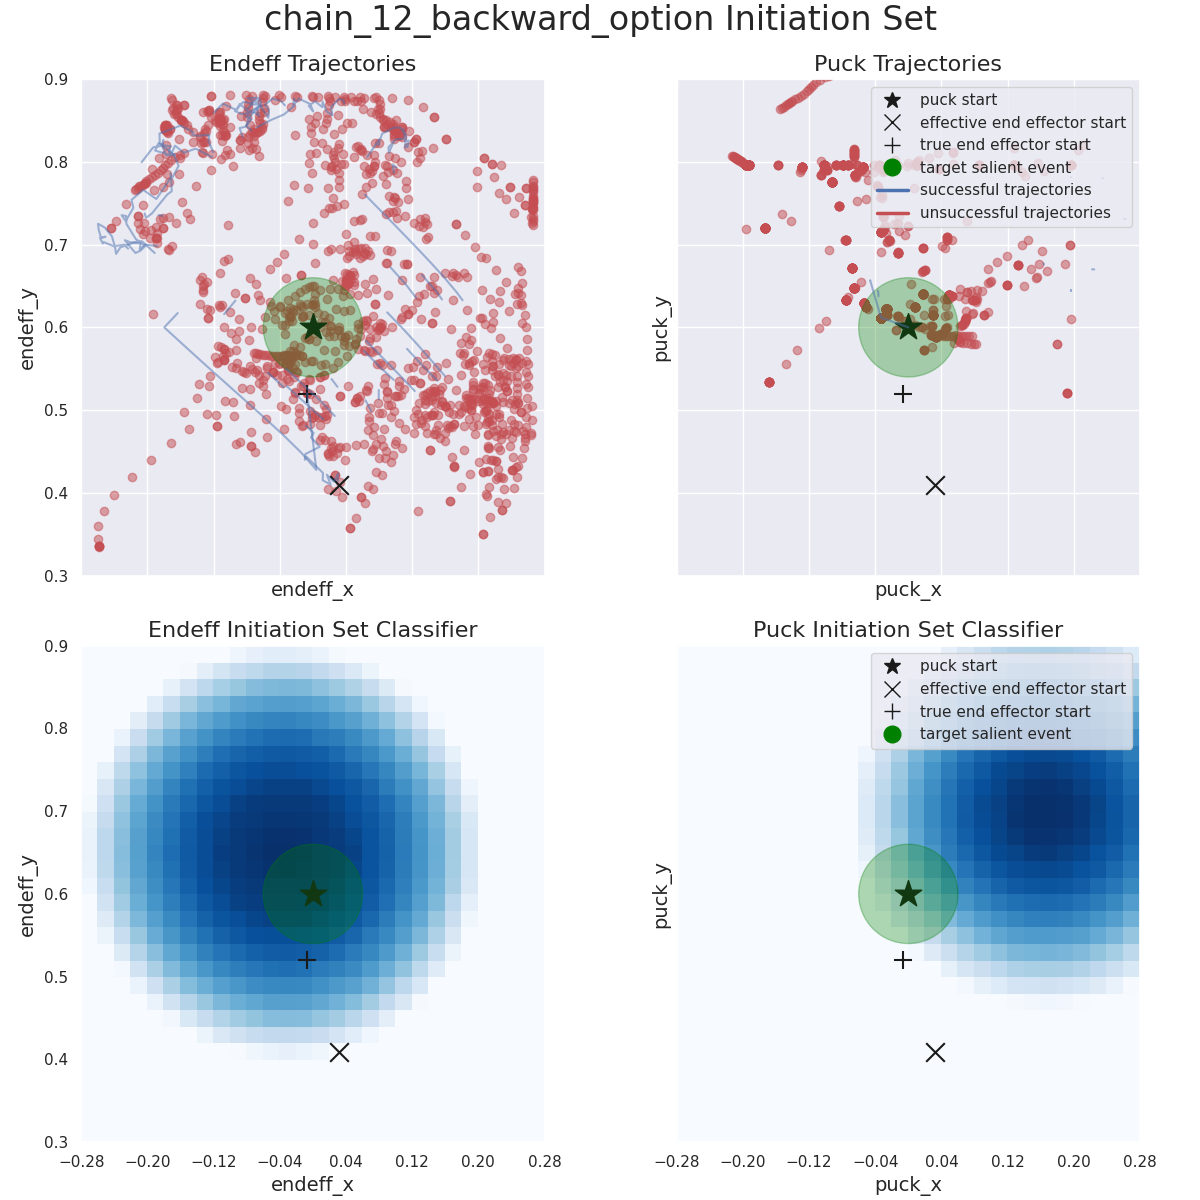 chain_12_backward_option Initiation Set
Endeff Trajectories
0.9
0.8
0.7
0.6
0.5
0.4
0.3
endeff_y
endeff_x
Puck Trajectories
puck start
effective end effector start
true end effector start
target salient event
successful trajectories
unsuccessful trajectories
puck_y
puck_x
Endeff Initiation Set Classifier
0.9
0.8
0.7
0.6
0.5
0.4
0.3
endeff_y
−0.28 −0.20 −0.12 −0.04 0.04 0.12 0.20 0.28
endeff_x
Puck Initiation Set Classifier
puck start
effective end effector start
true end effector start
target salient event
puck_y
−0.28 −0.20 −0.12 −0.04 0.04 0.12 0.20 0.28
puck_x